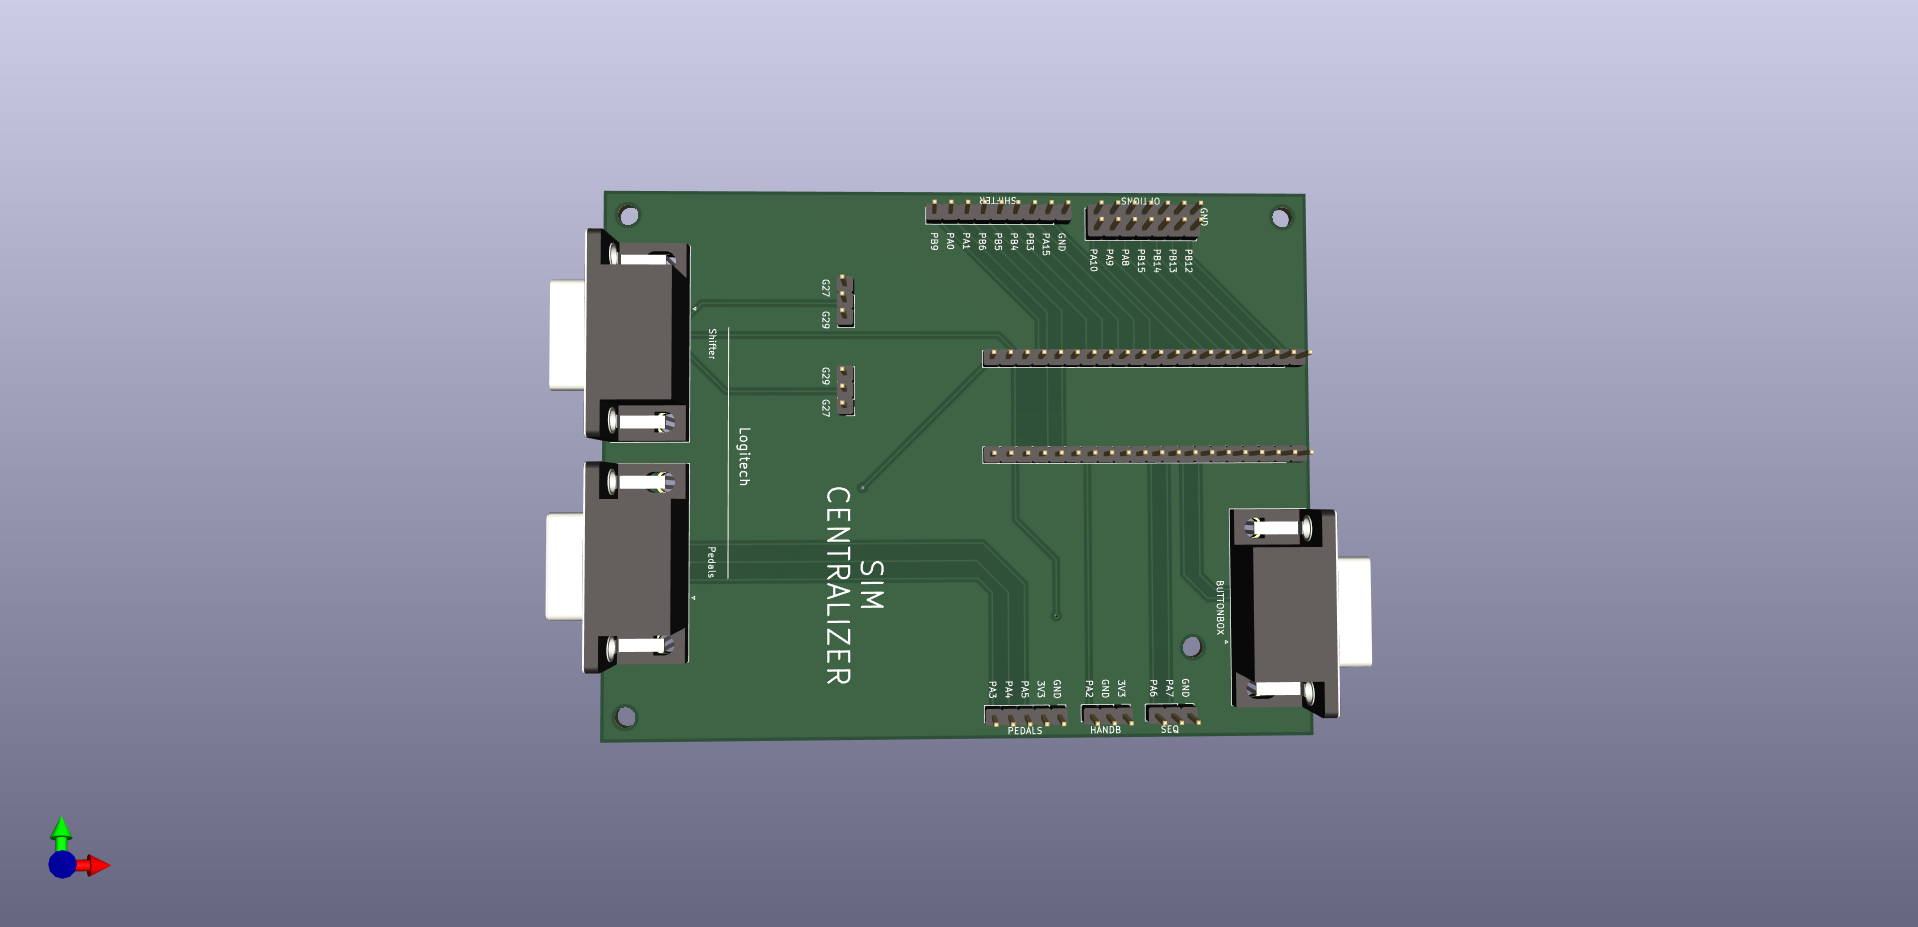 SHIFTER
OPTIONS
GND
PB9
PA0
PA1
PB6
PB5
PB4
PB3
PA15
GND
PA10
PA9
PA8
PB15
PB14
PB13
PB12
G27
G29
G29
G27
Shifter
Logitech
Pedals
SIM
CENTRALIZER
BUTTONBOX
PA3
PA4
PA5
3V3
GND
PEDALS
PA2
GND
3V3
HANDB
PA6
PA7
GND
SEQ